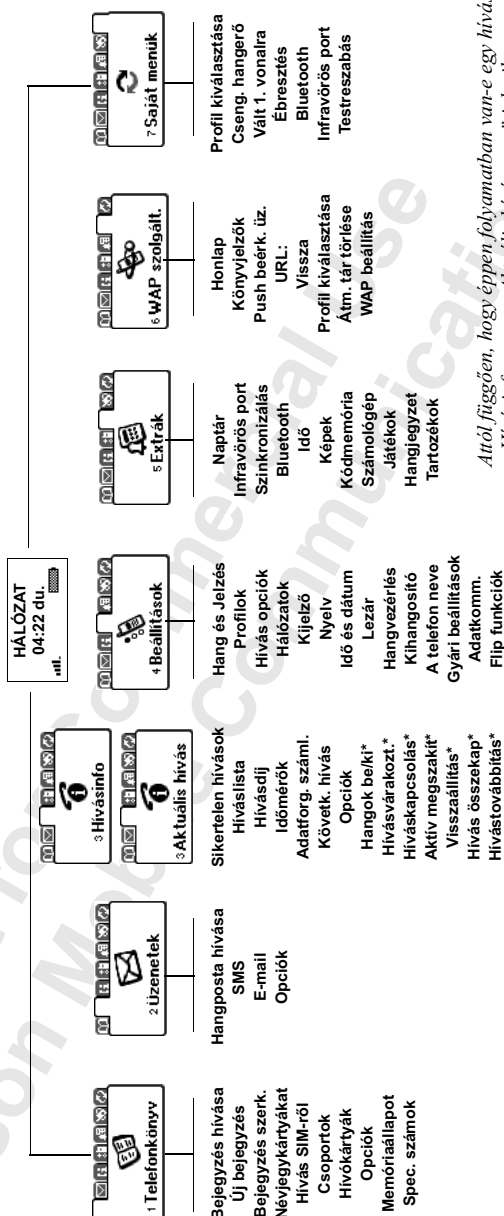 HÁLÓZAT
04:22 du.
1 Telefonkönyv
Bejegyzés hívása
Új bejegyzés
Bejegyzés szerk.
Névjegykártyákat
Hívás SIM-ről
Csoportok
Hívókártyák
Opciók
Memóriaállapot
Spec. számok
2 Üzenetek
Hangposta hívása
SMS
E-mail
Opciók
3 Hívásinfo
3 Aktuális hívás
Sikertelen hívások
Híváslista
Hívásdíj
Időmérők
Adatforg. száml.
Követk. hívás
Opciók
Hangok be/ki*
Hívásvárakozt.*
Híváskapcsolás*
Aktív megszakít*
Visszaállítás*
Hívás összekap*
Hívástovábbítás*
4 Beállítások
Hang és Jelzés
Profilok
Hívás opciók
Hálózatok
Kijelző
Nyelv
Idő és dátum
Lezár
Hangvezérlés
Kihangosító
A telefon neve
Gyári beállítások
Adatkomm.
Flip funkciók
5 Extrák
Naptár
Infravörös port
Szinkronizálás
Bluetooth
Idő
Képek
Kódmemória
Számológép
Játékok
Hangjegyzet
Tartozékok
6 WAP szolgált.
Honlap
Könyvjelzők
Push beérk. üz.
URL:
Vissza
Profil kiválasztása
Átm. tár törlése
WAP beállítás
7 Saját menük
Profil kiválasztása
Cseng. hangerő
Vált 1. vonalra
Ébresztés
Bluetooth
Infravörös port
Testreszabás
Attól függően, hogy éppen folyamatban van-e egy hívá